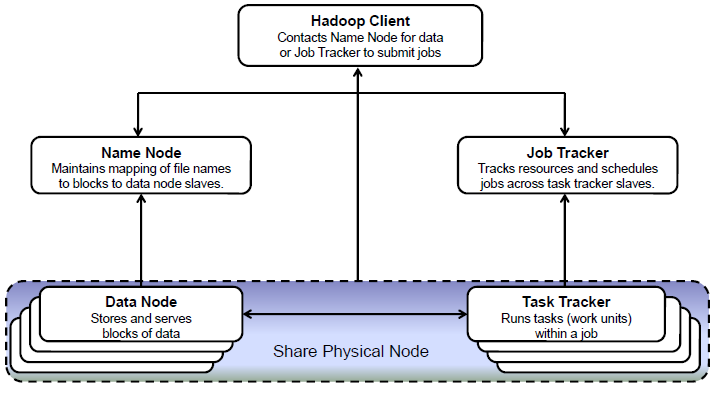 Hadoop Client
Contacts Name Node for data
or Job Tracker to submit jobs
Name Node
Maintains mapping of file names
to blocks to data node slaves.
Job Tracker
Tracks resources and schedules
jobs across task tracker slaves.
Data Node
Stores and serves
blocks of data
Task Tracker
Runs tasks (work units)
within a job
Share Physical Node